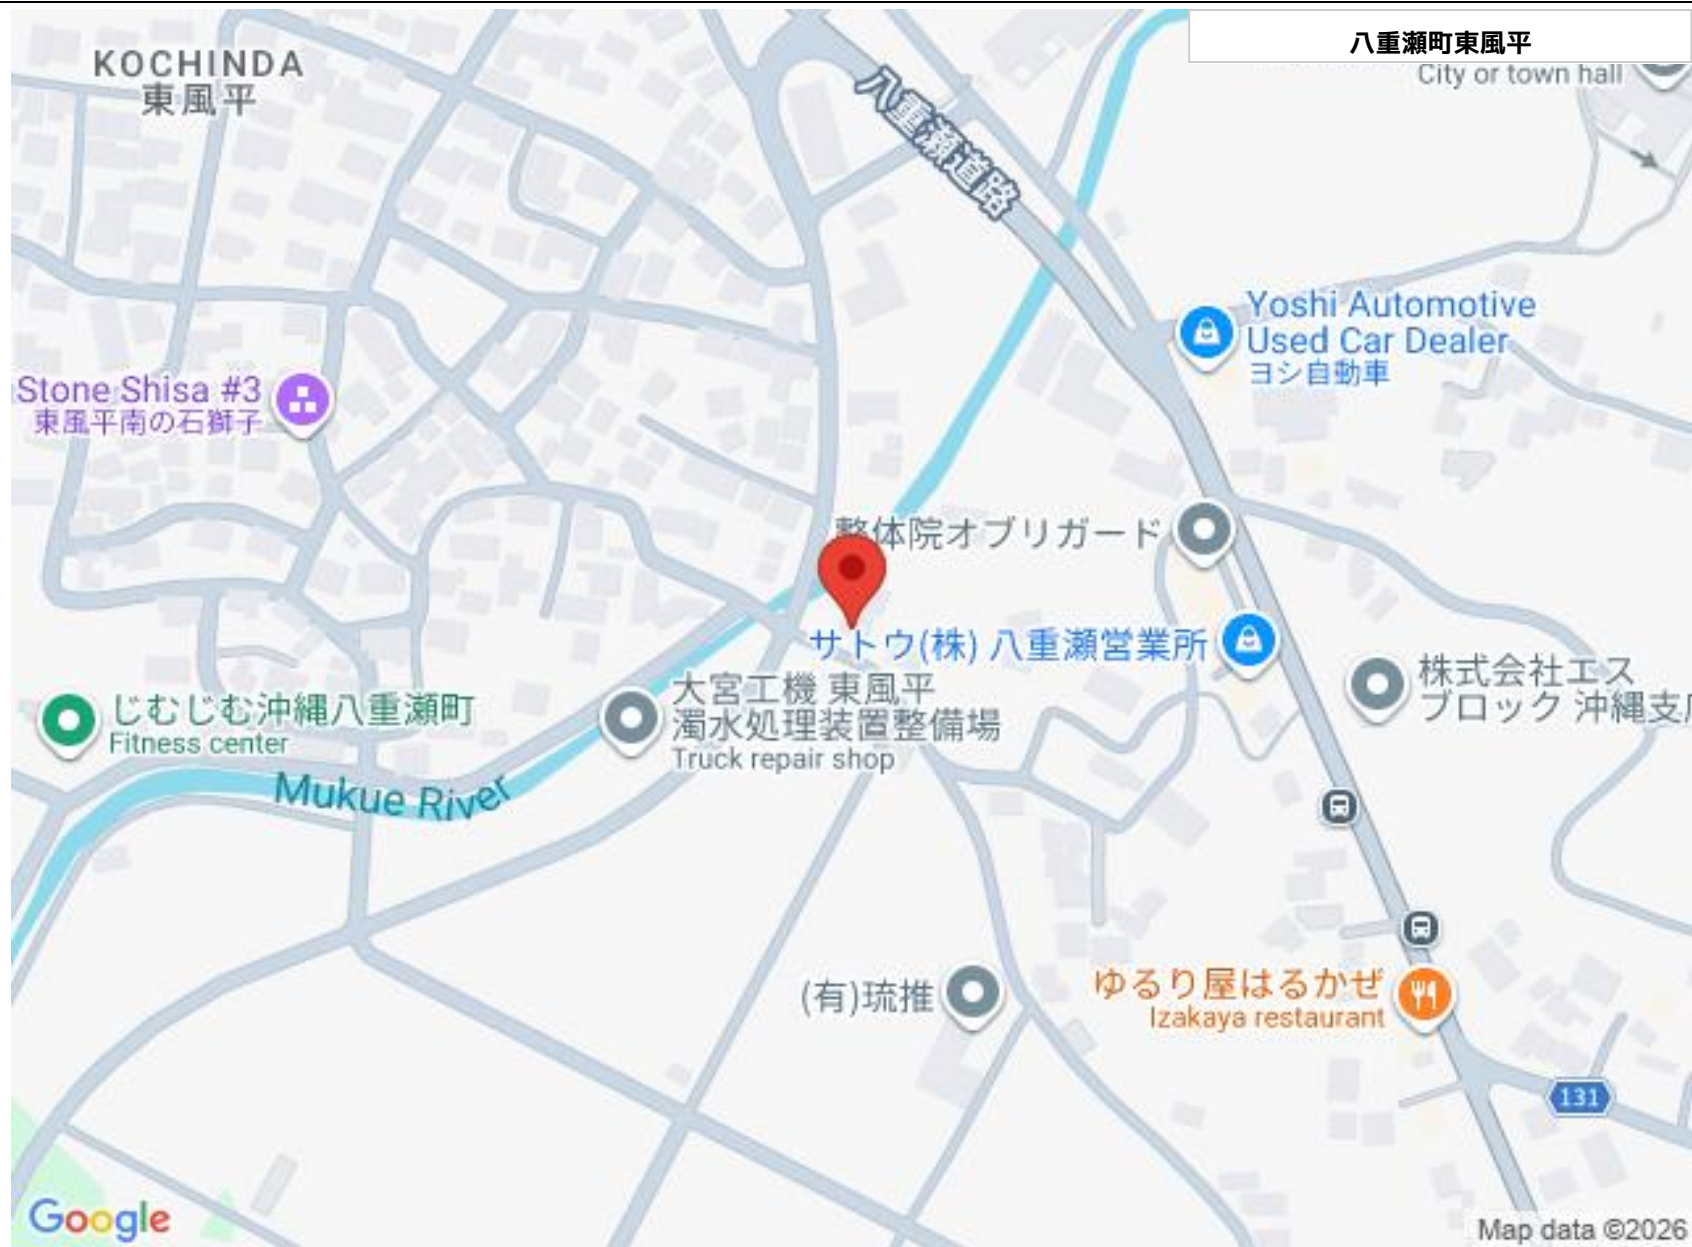 八重瀬町東風平
KOCHINDA
東風平
City or town hall
八重瀬道路
Yoshi Automotive
Used Car Dealer
ヨシ自動車
Stone Shisa #3
東風平南の石獅子
整体院オブリガード
サトウ(株) 八重瀬営業所
株式会社エス
ブロック 沖縄支店
大宮工機 東風平
濁水処理装置整備場
Truck repair shop
じむじむ沖縄八重瀬町
Fitness center
Mukue River
(有)琉推
ゆるり屋はるかぜ
Izakaya restaurant
131
Google
Map data ©2026